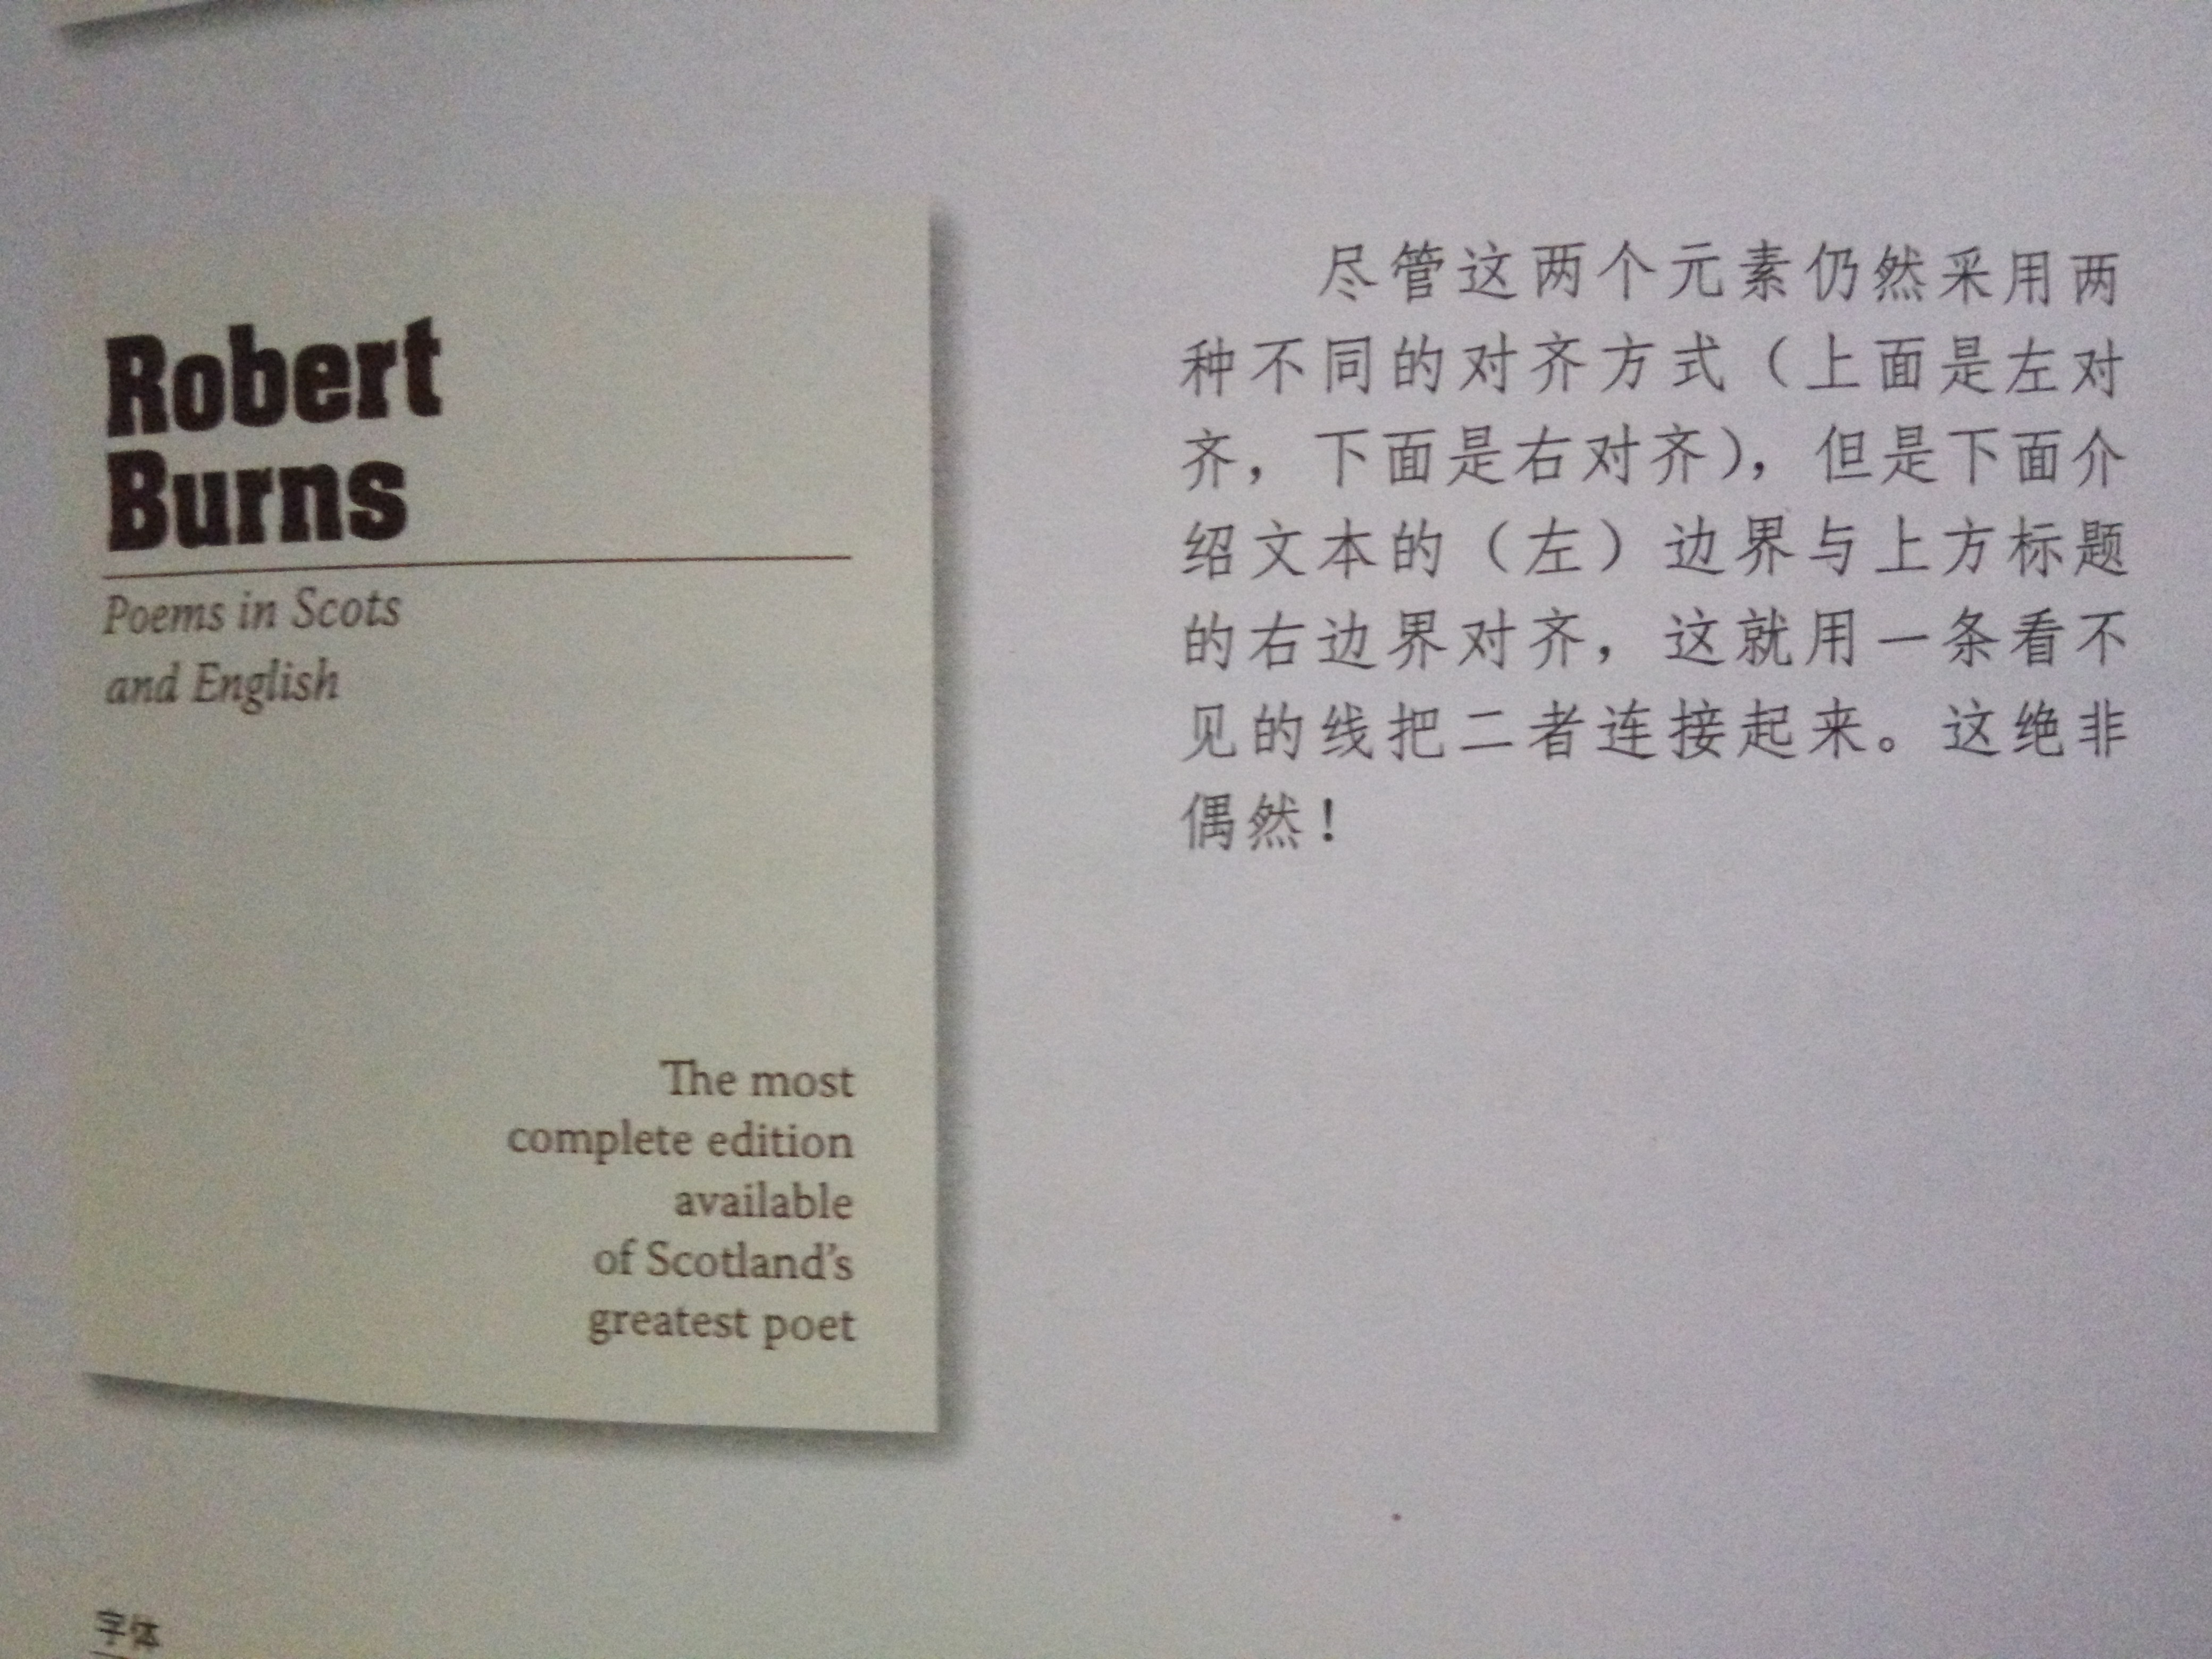 Robert
Burns
Poems in Scots
and English
The most
complete edition
available
of Scotland's
greatest poet
尽管这两个元素仍然采用两
种不同的对齐方式（上面是左对
齐，下面是右对齐），但是下面介
绍文本的（左）边界与上方标题
的右边界对齐，这就用一条看不
见的线把二者连接起来。这绝非
偶然！
字体